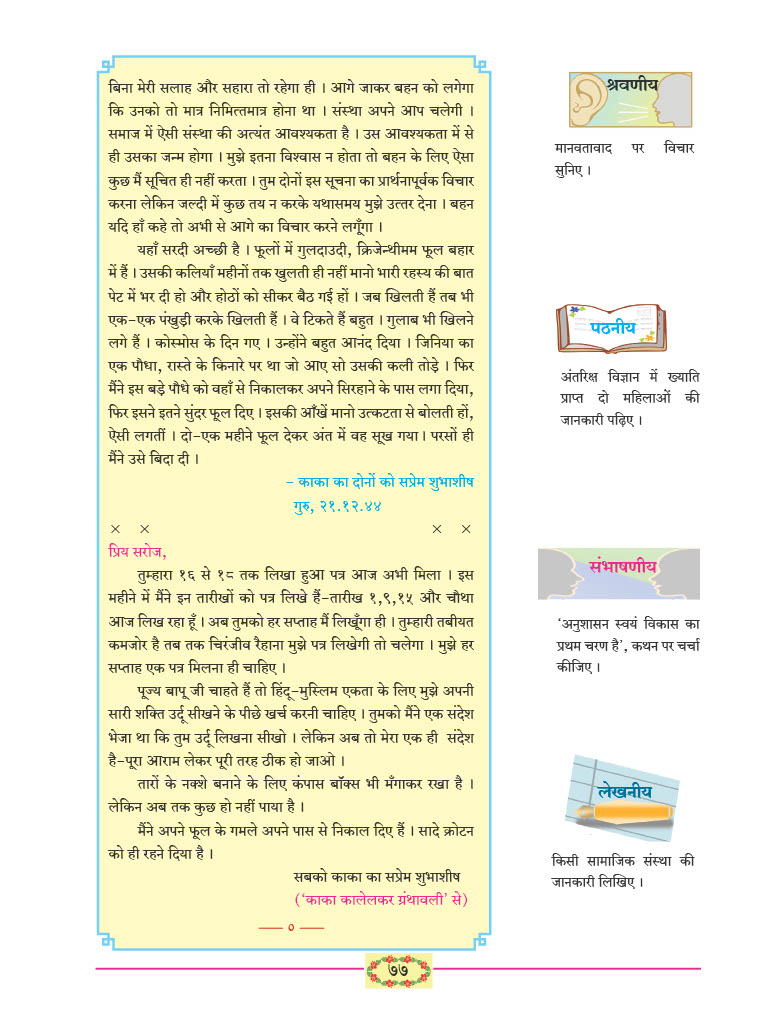 बिना मेरी सलाह और सहारा तो रहेगा ही । आगे जाकर बहन को लगेगा
कि उनको तो मात्र निमित्तमात्र होना था । संस्था अपने आप चलेगी ।
समाज में ऐसी संस्था की अत्यंत आवश्यकता है । उस आवश्यकता में से
ही उसका जन्म होगा । मुझे इतना विश्वास न होता तो बहन के लिए ऐसा
कुछ मैं सूचित ही नहीं करता । तुम दोनों इस सूचना का प्रार्थनापूर्वक विचार
करना लेकिन जल्दी में कुछ तय न करके यथासमय मुझे उत्तर देना । बहन
यदि हाँ कहे तो अभी से आगे का विचार करने लगूँगा ।
यहाँ सरदी अच्छी है । फूलों में गुलदाउदी, क्रिजेन्थीमम फूल बहार
में हैं । उसकी कलियाँ महीनों तक खुलती ही नहीं मानो भारी रहस्य की बात
पेट में भर दी हो और होठों को सीकर बैठ गई हों । जब खिलती हैं तब भी
एक-एक पंखुड़ी करके खिलती हैं । वे टिकते हैं बहुत । गुलाब भी खिलने
लगे हैं । कोस्मोस के दिन गए । उन्होंने बहुत आनंद दिया । जिनिया का
एक पौधा, रास्ते के किनारे पर था जो आए सो उसकी कली तोड़े । फिर
मैंने इस बड़े पौधे को वहाँ से निकालकर अपने सिरहाने के पास लगा दिया,
फिर इसने इतने सुंदर फूल दिए । इसकी आँखें मानो उत्कटता से बोलती हों,
ऐसी लगतीं । दो-एक महीने फूल देकर अंत में वह सूख गया । परसों ही
मैंने उसे बिदा दी ।
- काका का दोनों को सप्रेम शुभाशीष
गुरु, २१.१२.४४
× × × ×
प्रिय सरोज,
तुम्हारा १६ से १८ तक लिखा हुआ पत्र आज अभी मिला । इस
महीने में मैंने इन तारीखों को पत्र लिखे हैं-तारीख १,९,१५ और चौथा
आज लिख रहा हूँ । अब तुमको हर सप्ताह मैं लिखूँगा ही । तुम्हारी तबीयत
कमजोर है तब तक चिरंजीव रैहाना मुझे पत्र लिखेगी तो चलेगा । मुझे हर
सप्ताह एक पत्र मिलना ही चाहिए ।
पूज्य बापू जी चाहते हैं तो हिंदू-मुस्लिम एकता के लिए मुझे अपनी
सारी शक्ति उर्दू सीखने के पीछे खर्च करनी चाहिए । तुमको मैंने एक संदेश
भेजा था कि तुम उर्दू लिखना सीखो । लेकिन अब तो मेरा एक ही संदेश
है-पूरा आराम लेकर पूरी तरह ठीक हो जाओ ।
तारों के नक्शे बनाने के लिए कंपास बॉक्स भी मँगाकर रखा है ।
लेकिन अब तक कुछ हो नहीं पाया है ।
मैंने अपने फूल के गमले अपने पास से निकाल दिए हैं । सादे क्रोटन
को ही रहने दिया है ।
सबको काका का सप्रेम शुभाशीष
('काका कालेलकर ग्रंथावली' से)
०
श्रवणीय
मानवतावाद पर विचार
सुनिए ।
पठनीय
अंतरिक्ष विज्ञान में ख्याति
प्राप्त दो महिलाओं की
जानकारी पढ़िए ।
संभाषणीय
'अनुशासन स्वयं विकास का
प्रथम चरण है', कथन पर चर्चा
कीजिए ।
लेखनीय
किसी सामाजिक संस्था की
जानकारी लिखिए ।
७७